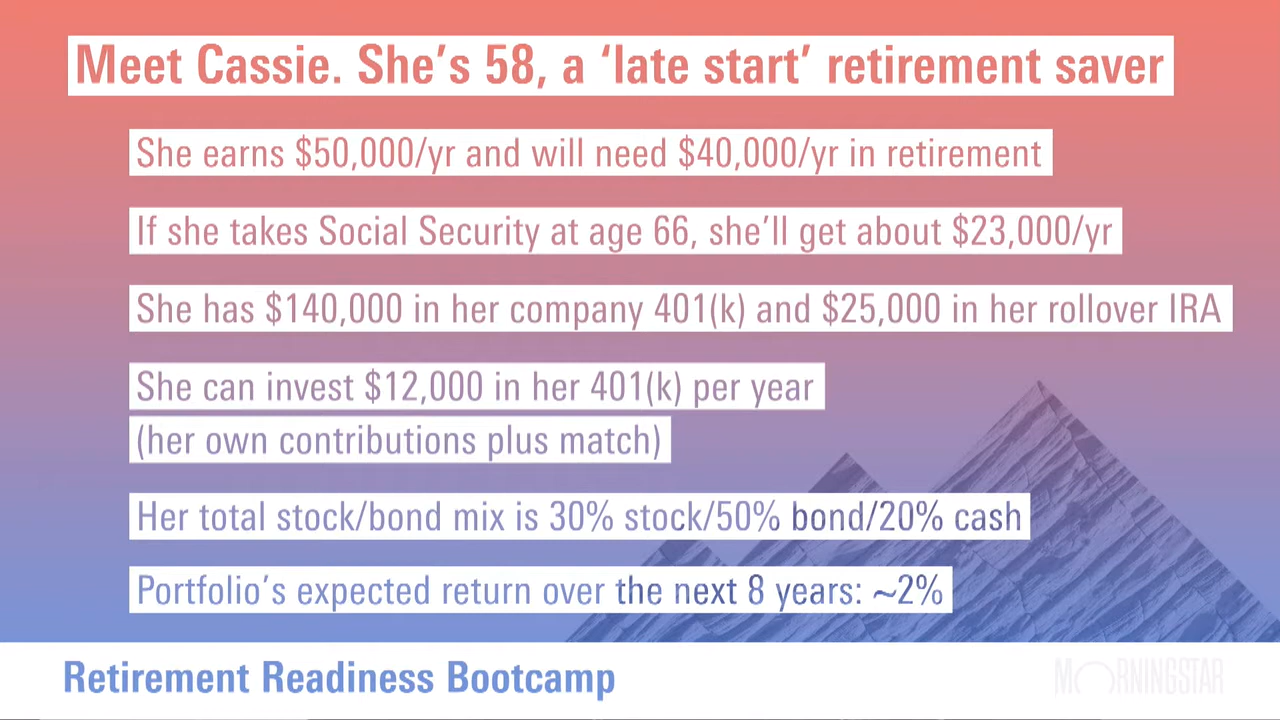 Meet Cassie. She’s 58, a ‘late start’ retirement saver
She earns $50,000/yr and will need $40,000/yr in retirement
If she takes Social Security at age 66, she’ll get about $23,000/yr
She has $140,000 in her company 401(k) and $25,000 in her rollover IRA
She can invest $12,000 in her 401(k) per year
(her own contributions plus match)
Her total stock/bond mix is 30% stock/50% bond/20% cash
Portfolio’s expected return over the next 8 years: ~2%
Retirement Readiness Bootcamp
MORNINGSTAR